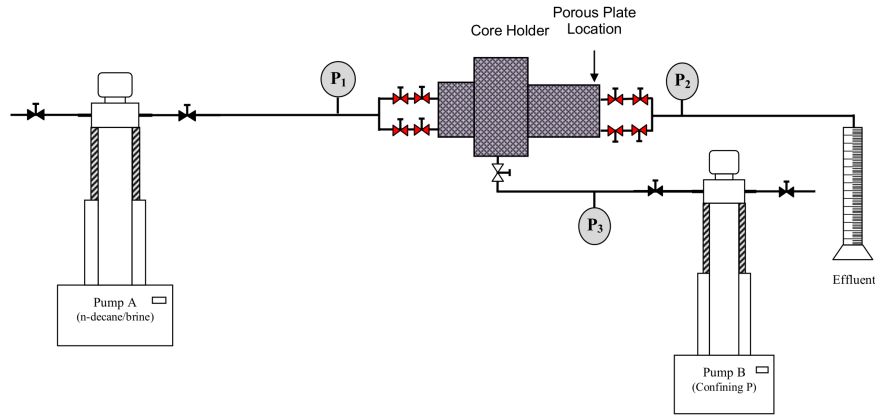 Porous Plate
Location
Core Holder
P1
P2
P3
Effluent
Pump A
(n-decane/brine)
Pump B
(Confining P)